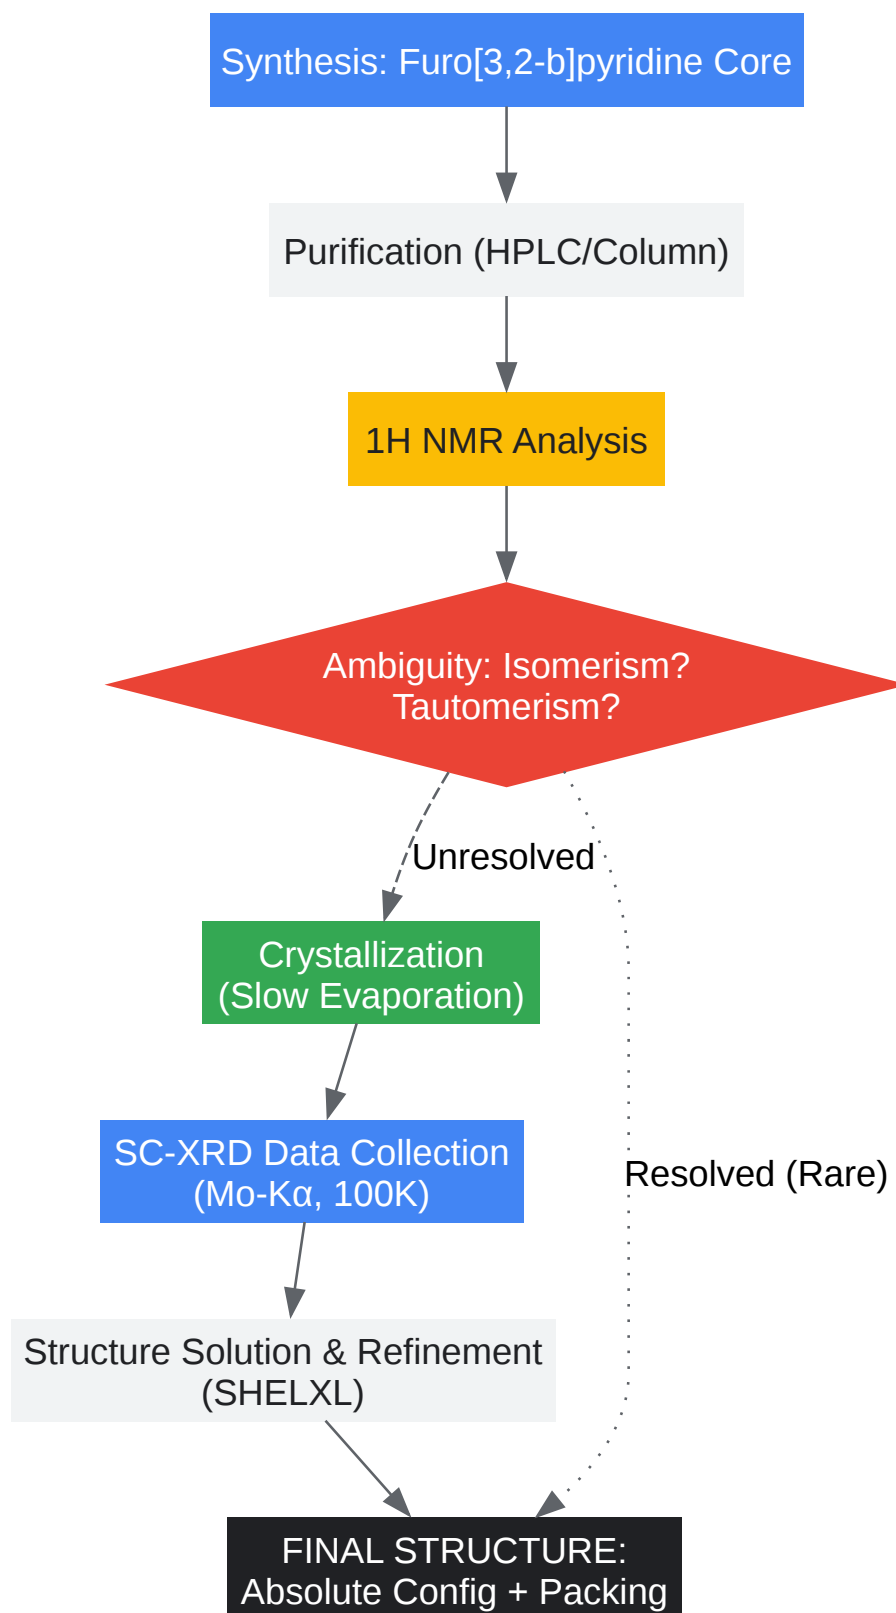 Synthesis: Furo[3,2-b]pyridine Core
Purification (HPLC/Column)
1H NMR Analysis
Ambiguity: Isomerism?
Tautomerism?
Unresolved
Crystallization
(Slow Evaporation)
SC-XRD Data Collection
(Mo-Kα, 100K)
Resolved (Rare)
Structure Solution & Refinement
(SHELXL)
FINAL STRUCTURE:
Absolute Config + Packing